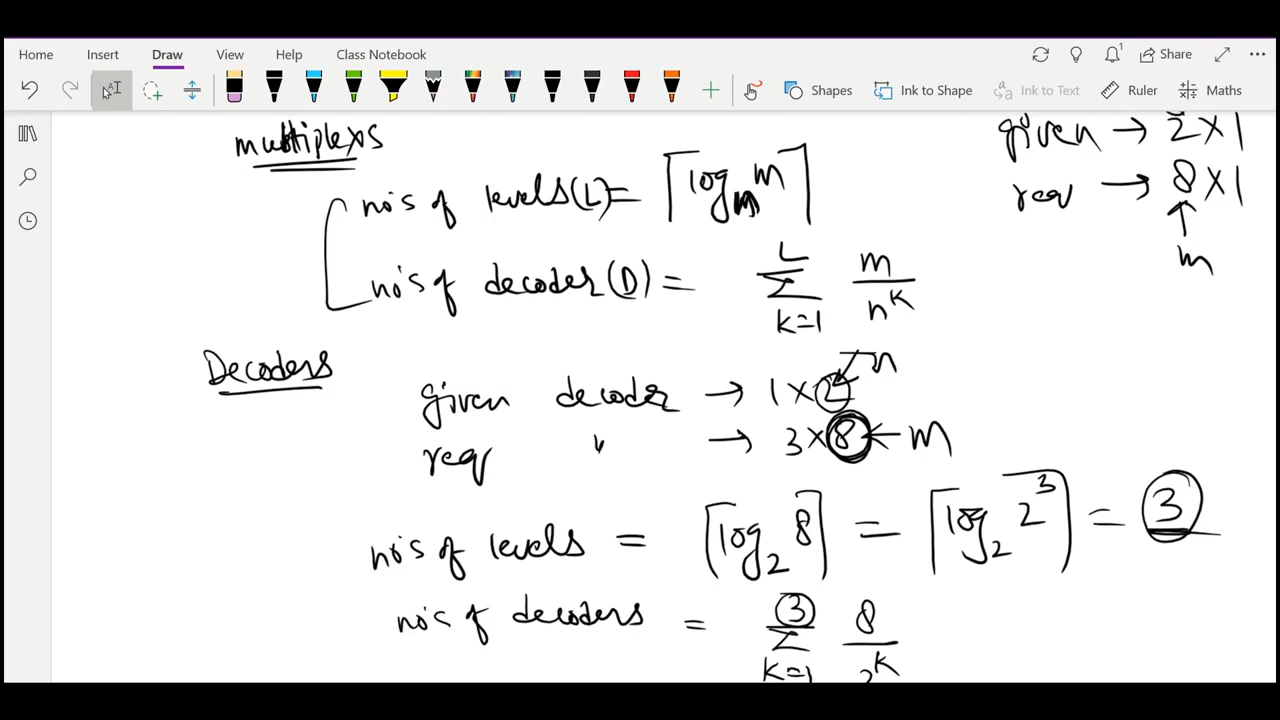 Home Insert Draw View Help Class Notebook Share
Shapes Ink to Shape Ink to Text Ruler Maths
multiplexs
given → 2×1
req → 8×1
m
no's of levels(L) = ⌈log m⌉
no's of decoder(D) = L Σ k=1 m/n^k
Decoders
n
given decoder → 1×2
req " → 3×8 ← m
no's of levels = ⌈log₂ 8⌉ = ⌈log₂ 2³⌉ = 3
no's of decoders = 3 Σ k=1 8/2^k